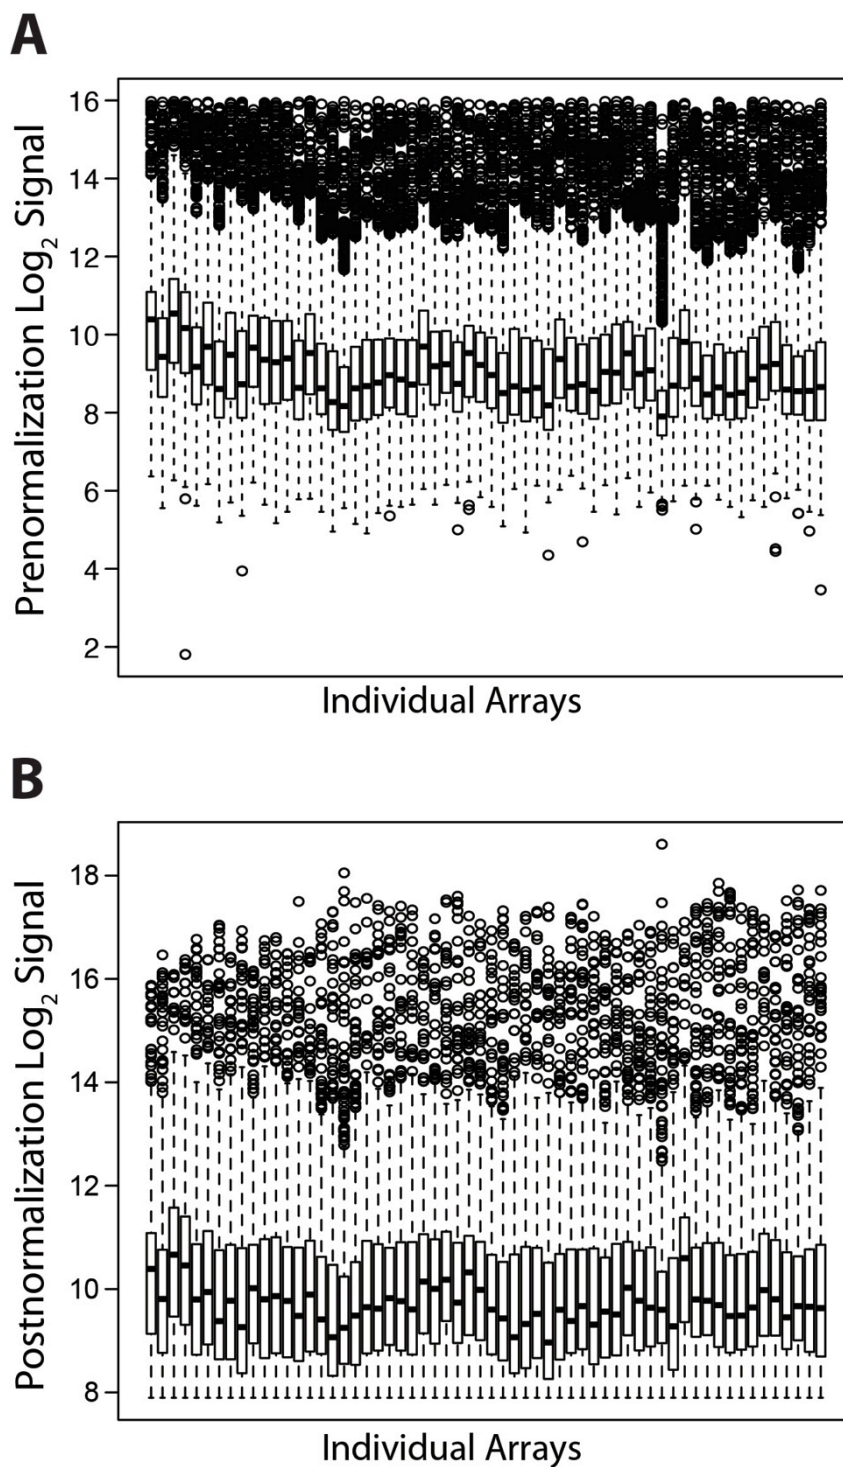 A
Prenormalization Log₂ Signal
16
14
12
10
8
6
4
2
Individual Arrays
B
Postnormalization Log₂ Signal
18
16
14
12
10
8
Individual Arrays